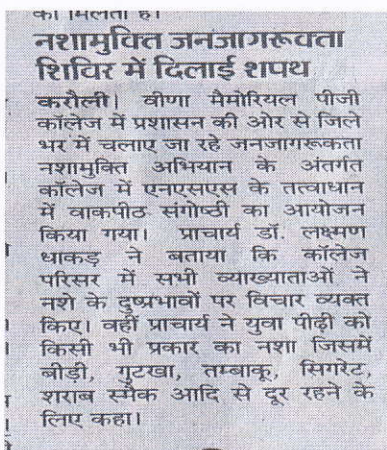 को मिलता है।
नशामुक्ति जनजागरूक्ता
शिविर में दिलाई शपथ
करौली। वीणा मैमोरियल पीजी
कॉलेज में प्रशासन की ओर से जिले
भर में चलाए जा रहे जनजागरूकता
नशामुक्ति अभियान के अंतर्गत
कॉलेज में एनएसएस के तत्वाधान
में वाकपीठ संगोष्ठी का आयोजन
किया गया। प्राचार्य डॉ. लक्ष्मण
धाकड़ ने बताया कि कॉलेज
परिसर में सभी व्याख्याताओं ने
नशे के दुष्प्रभावों पर विचार व्यक्त
किए। वहीं प्राचार्य ने युवा पीढ़ी को
किसी भी प्रकार का नशा जिसमें
बीड़ी, गुटखा, तम्बाकू, सिगरेट,
शराब स्मैक आदि से दूर रहने के
लिए कहा।